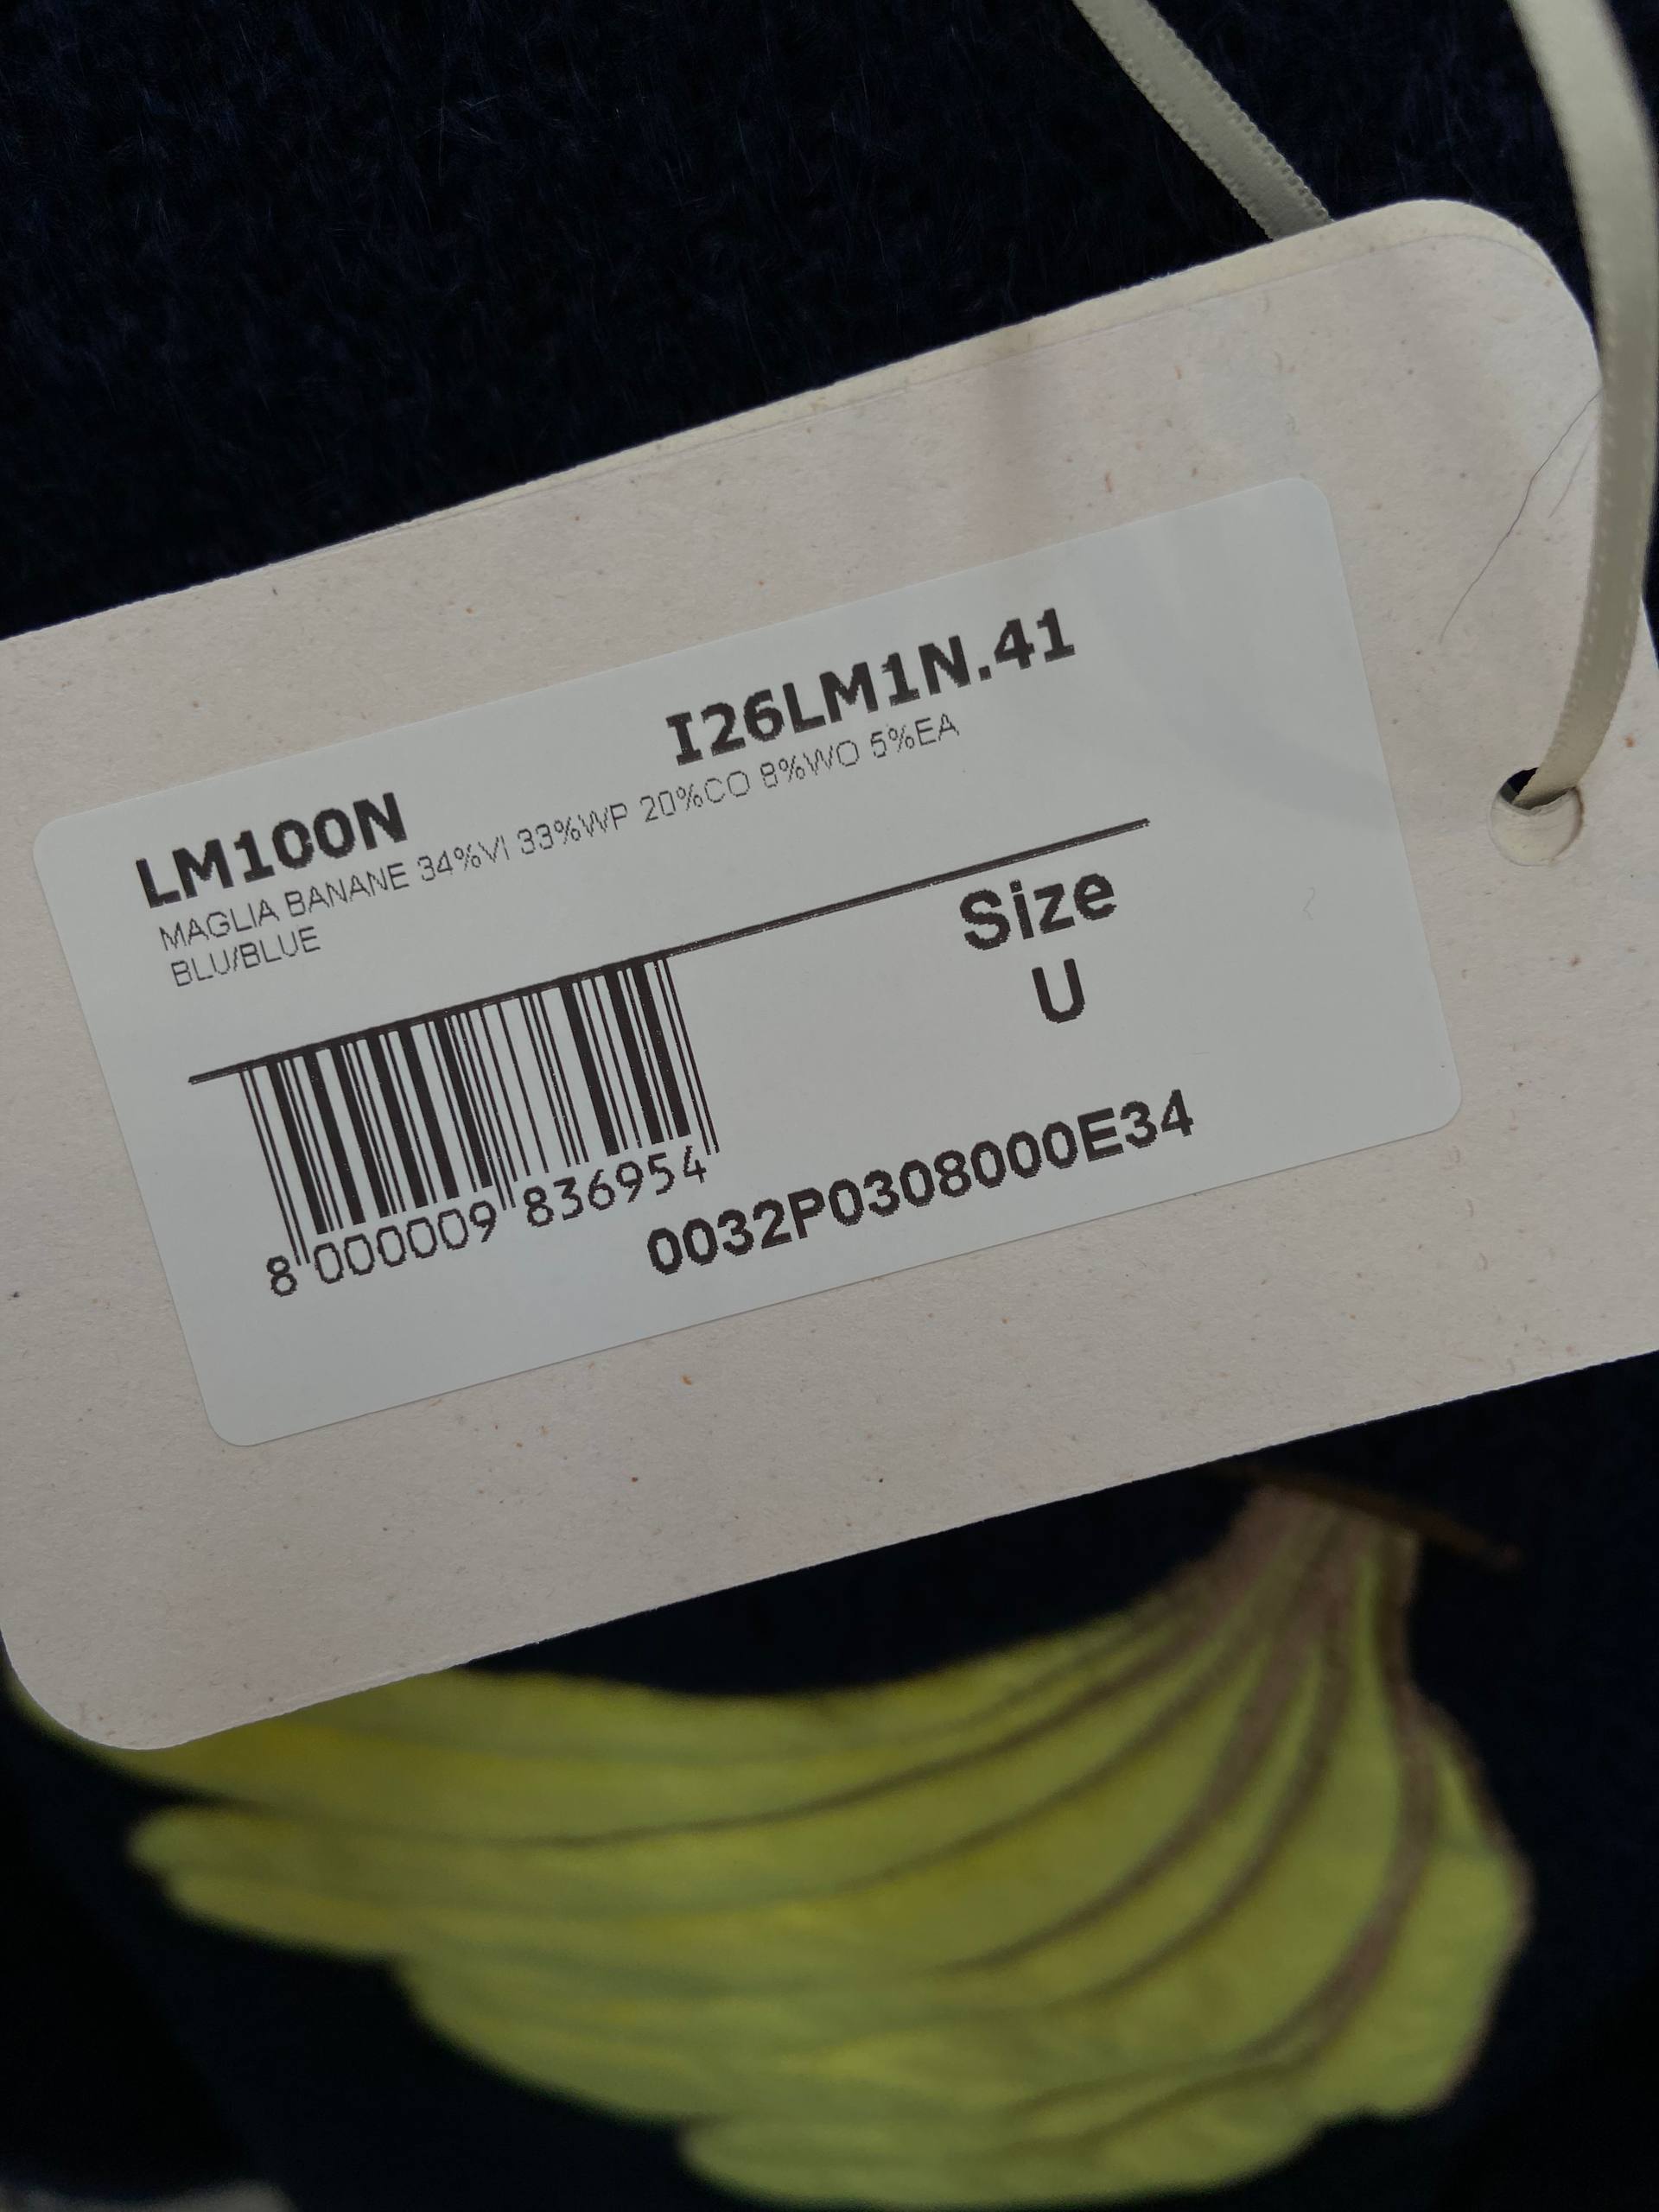 LM100N I26LM1N.41
MAGLIA BANANE 34%VI 33%WP 20%CO 8%WO 5%EA
BLU/BLUE
Size
U
8 000009 836954
0032P0308000E34